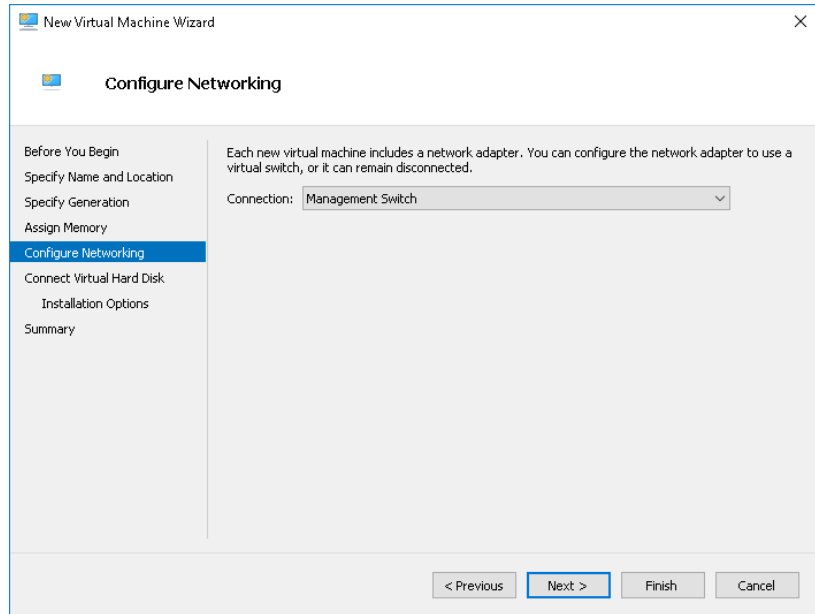 New Virtual Machine Wizard
Configure Networking
Before You Begin
Specify Name and Location
Specify Generation
Assign Memory
Configure Networking
Connect Virtual Hard Disk
Installation Options
Summary
Each new virtual machine includes a network adapter. You can configure the network adapter to use a
virtual switch, or it can remain disconnected.
Connection: Management Switch
< Previous Next > Finish Cancel